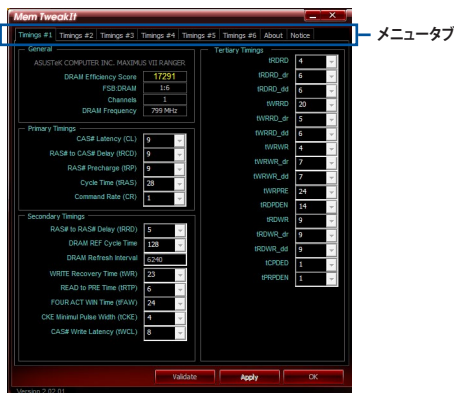 Mem TweakIt
Timings #1 Timings #2 Timings #3 Timings #4 Timings #5 Timings #6 About Notice
メニュータブ
General
ASUSTeK COMPUTER INC. MAXIMUS VII RANGER
DRAM Efficiency Score 17291
FSB:DRAM 1:6
Channels 1
DRAM Frequency 799 MHz
Primary Timings
CAS# Latency (CL) 9
RAS# to CAS# Delay (tRCD) 9
RAS# Precharge (tRP) 9
Cycle Time (tRAS) 28
Command Rate (CR) 1
Secondary Timings
RAS# to RAS# Delay (tRRD) 5
DRAM REF Cycle Time 128
DRAM Refresh Interval 6240
WRITE Recovery Time (tWR) 23
READ to PRE Time (tRTP) 6
FOUR ACT WIN Time (tFAW) 24
CKE Minimul Pulse Width (tCKE) 4
CAS# Write Latency (tWCL) 8
Tertiary Timings
tRDRD 4
tRDRD_dr 6
tRDRD_dd 6
tWRRD 20
tWRRD_dr 5
tWRRD_dd 6
tWRWR 4
tWRWR_dr 7
tWRWR_dd 7
tWRPRE 24
tRDPDEN 14
tRDWR 9
tRDWR_dr 9
tRDWR_dd 9
tCPDED 1
tPRPDEN 1
Validate Apply OK
Version 2.02.01